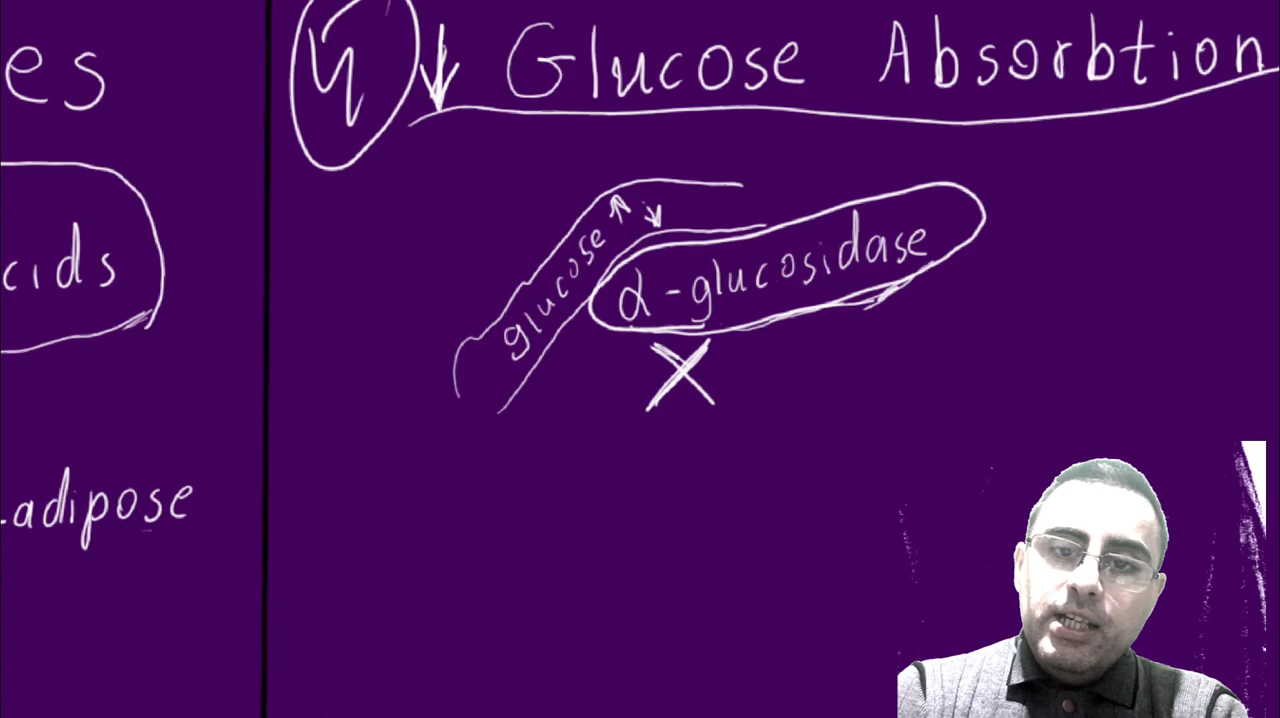 es
cids
-adipose
4 ↓ Glucose Absorbtion
glucose ↑ ↓
α-glucosidase
X